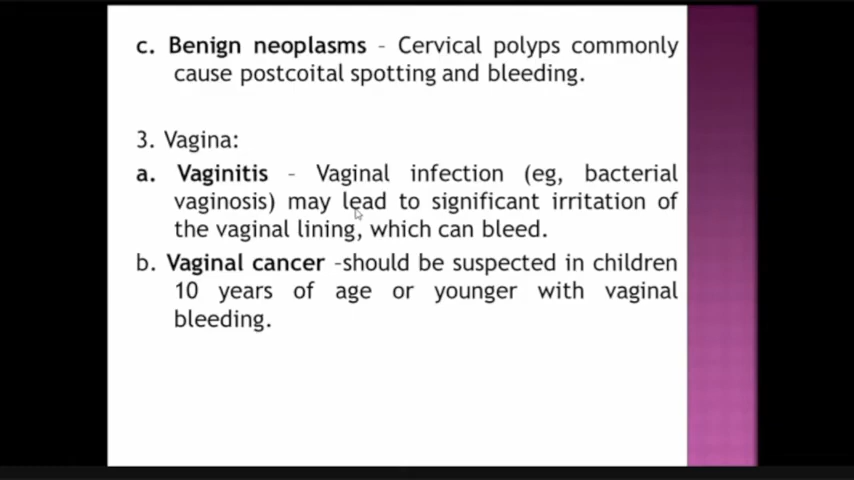 c. Benign neoplasms - Cervical polyps commonly
cause postcoital spotting and bleeding.
3. Vagina:
a. Vaginitis - Vaginal infection (eg, bacterial
vaginosis) may lead to significant irritation of
the vaginal lining, which can bleed.
b. Vaginal cancer -should be suspected in children
10 years of age or younger with vaginal
bleeding.